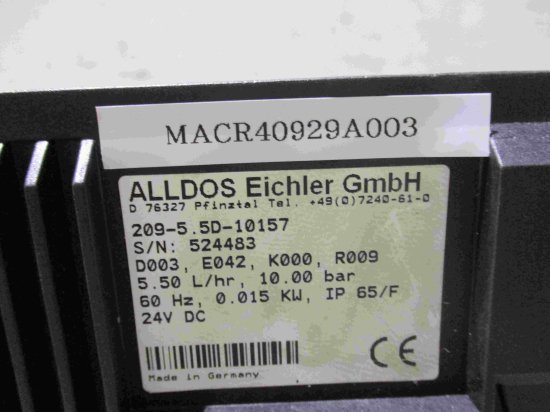 MACR40929A003
ALLDOS Eichler GmbH
D 76327 Pfinztal Tel. +49(0)7240-61-0
209-5.5D-10157
S/N: 524483
D003, E042, K000, R009
5.50 L/hr, 10.00 bar
60 Hz, 0.015 KW, IP 65/F
24V DC
CE
Made in Germany